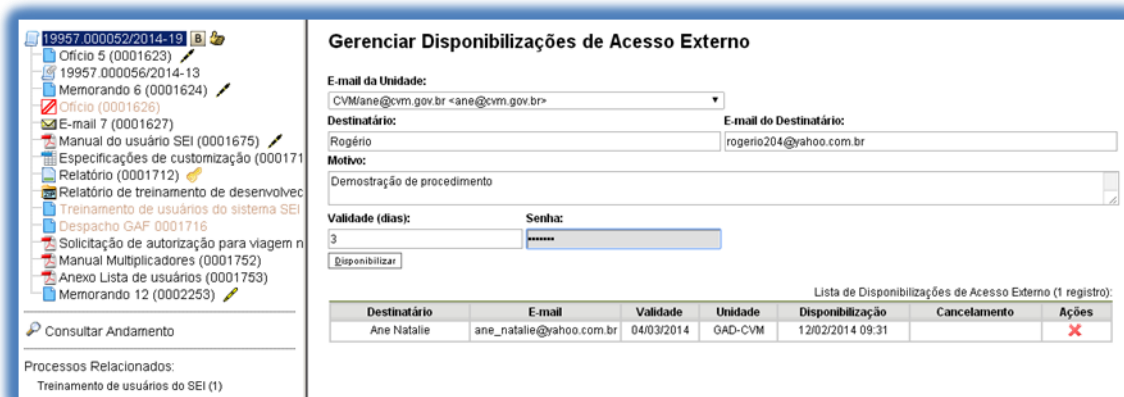 19957.000052/2014-19 B
Ofício 5 (0001623)
19957.000056/2014-13
Memorando 6 (0001624)
Ofício (0001626)
E-mail 7 (0001627)
Manual do usuário SEI (0001675)
Especificações de customização (000171
Relatório (0001712)
Relatório de treinamento de desenvolvec
Treinamento de usuários do sistema SEI
Despacho GAF 0001716
Solicitação de autorização para viagem n
Manual Multiplicadores (0001752)
Anexo Lista de usuários (0001753)
Memorando 12 (0002253)
Consultar Andamento
Processos Relacionados:
Treinamento de usuários do SEI (1)
Gerenciar Disponibilizações de Acesso Externo
E-mail da Unidade:
CVM/ane@cvm.gov.br <ane@cvm.gov.br>
Destinatário: E-mail do Destinatário:
Rogério rogerio204@yahoo.com.br
Motivo:
Demostração de procedimento
Validade (dias): Senha:
3 •••••••
Disponibilizar
Lista de Disponibilizações de Acesso Externo (1 registro):
Destinatário E-mail Validade Unidade Disponibilização Cancelamento Ações
Ane Natalie ane_natalie@yahoo.com.br 04/03/2014 GAD-CVM 12/02/2014 09:31